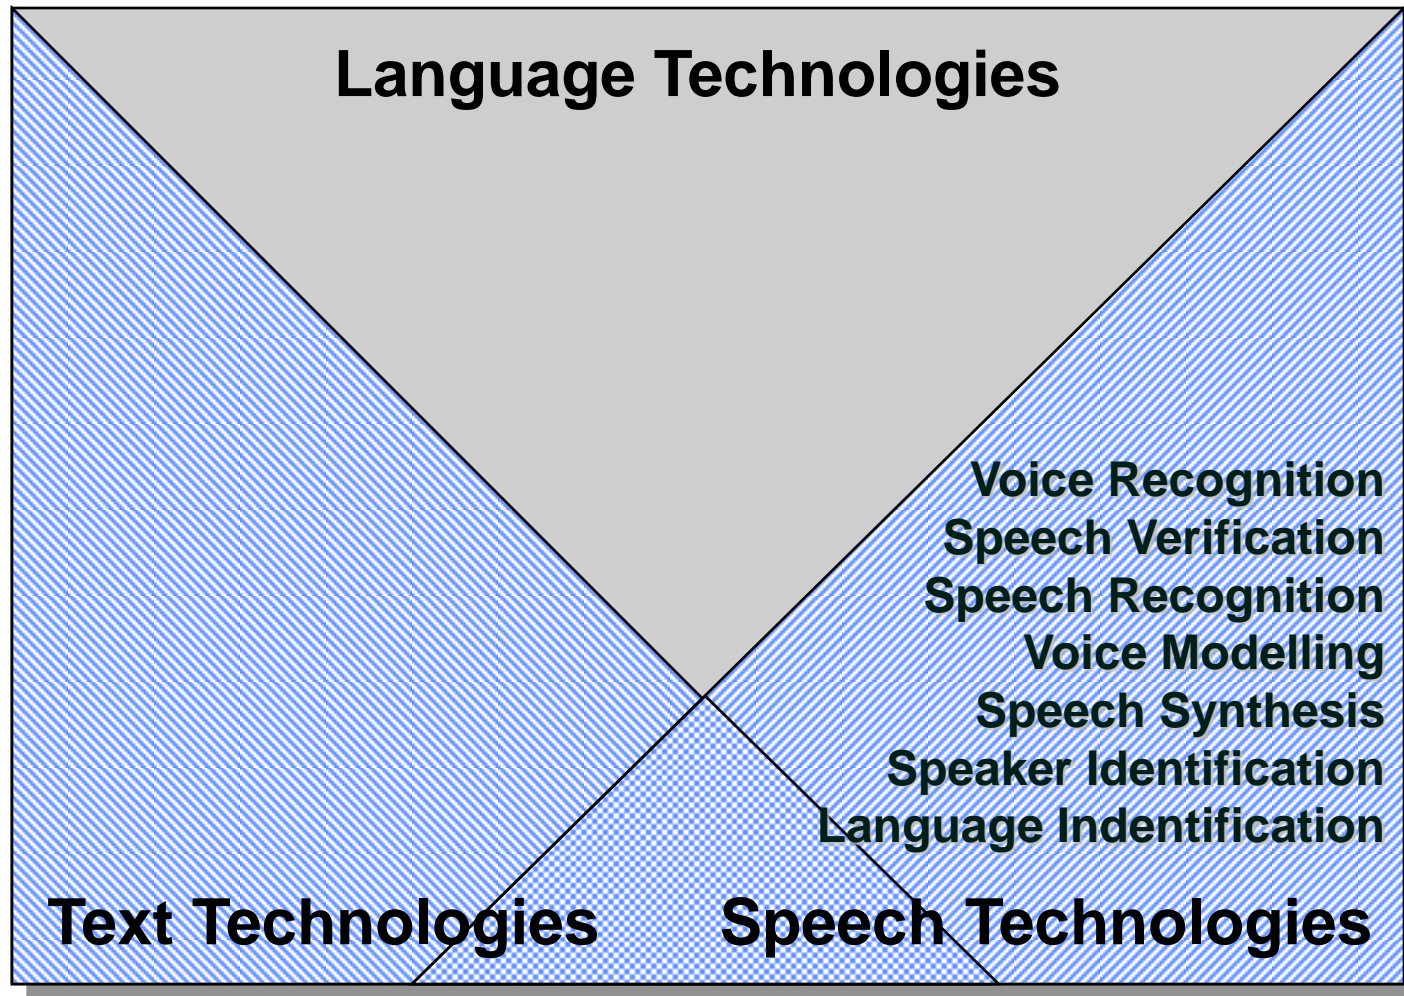 Language Technologies
Voice Recognition
Speech Verification
Speech Recognition
Voice Modelling
Speech Synthesis
Speaker Identification
Language Indentification
Text Technologies
Speech Technologies